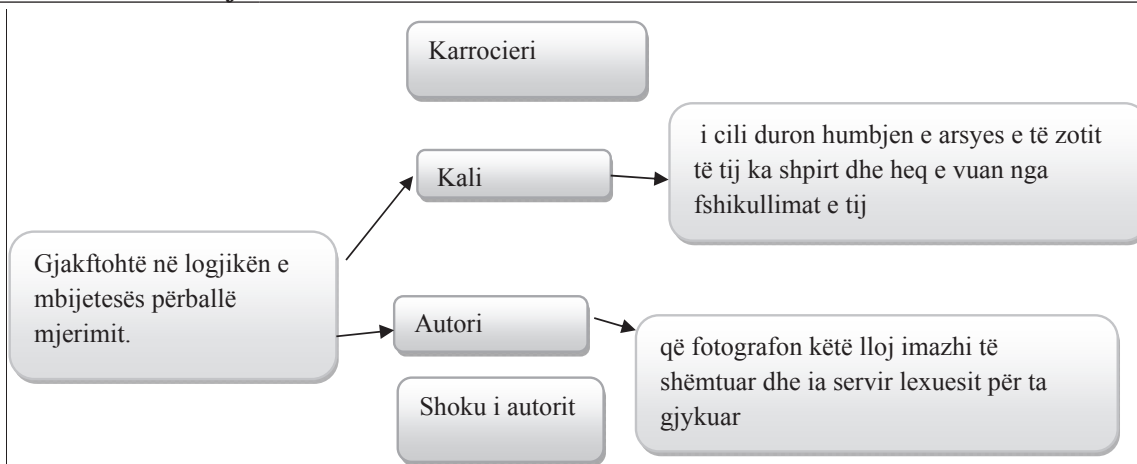 Karrocieri
i cili duron humbjen e arsyes e të zotit
të tij ka shpirt dhe heq e vuan nga
fshikullimat e tij
Kali
Gjakftohtë në logjikën e
mbijetesës përballë
mjerimit.
Autori
që fotografon këtë lloj imazhi të
shëmtuar dhe ia servir lexuesit për ta
gjykuar
Shoku i autorit